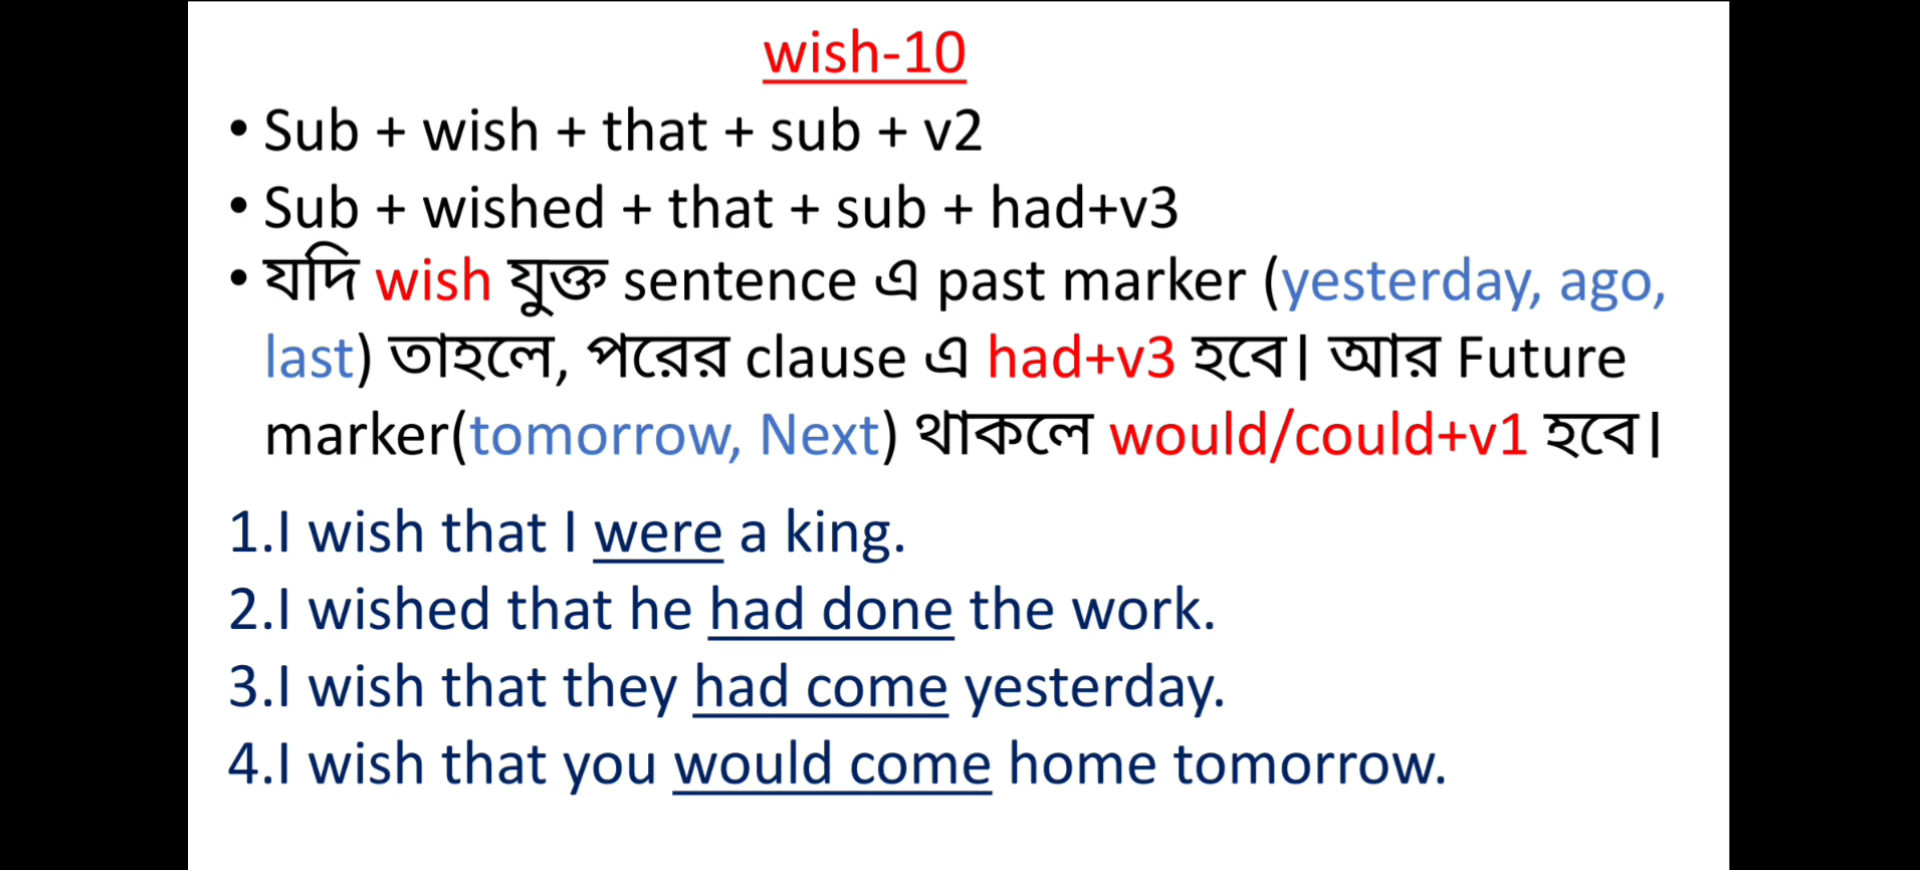 wish-10
• Sub + wish + that + sub + v2
• Sub + wished + that + sub + had+v3
• যদি wish যুক্ত sentence এ past marker (yesterday, ago,
last) তাহলে, পরের clause এ had+v3 হবে। আর Future
marker(tomorrow, Next) থাকলে would/could+v1 হবে।
1.I wish that I were a king.
2.I wished that he had done the work.
3.I wish that they had come yesterday.
4.I wish that you would come home tomorrow.